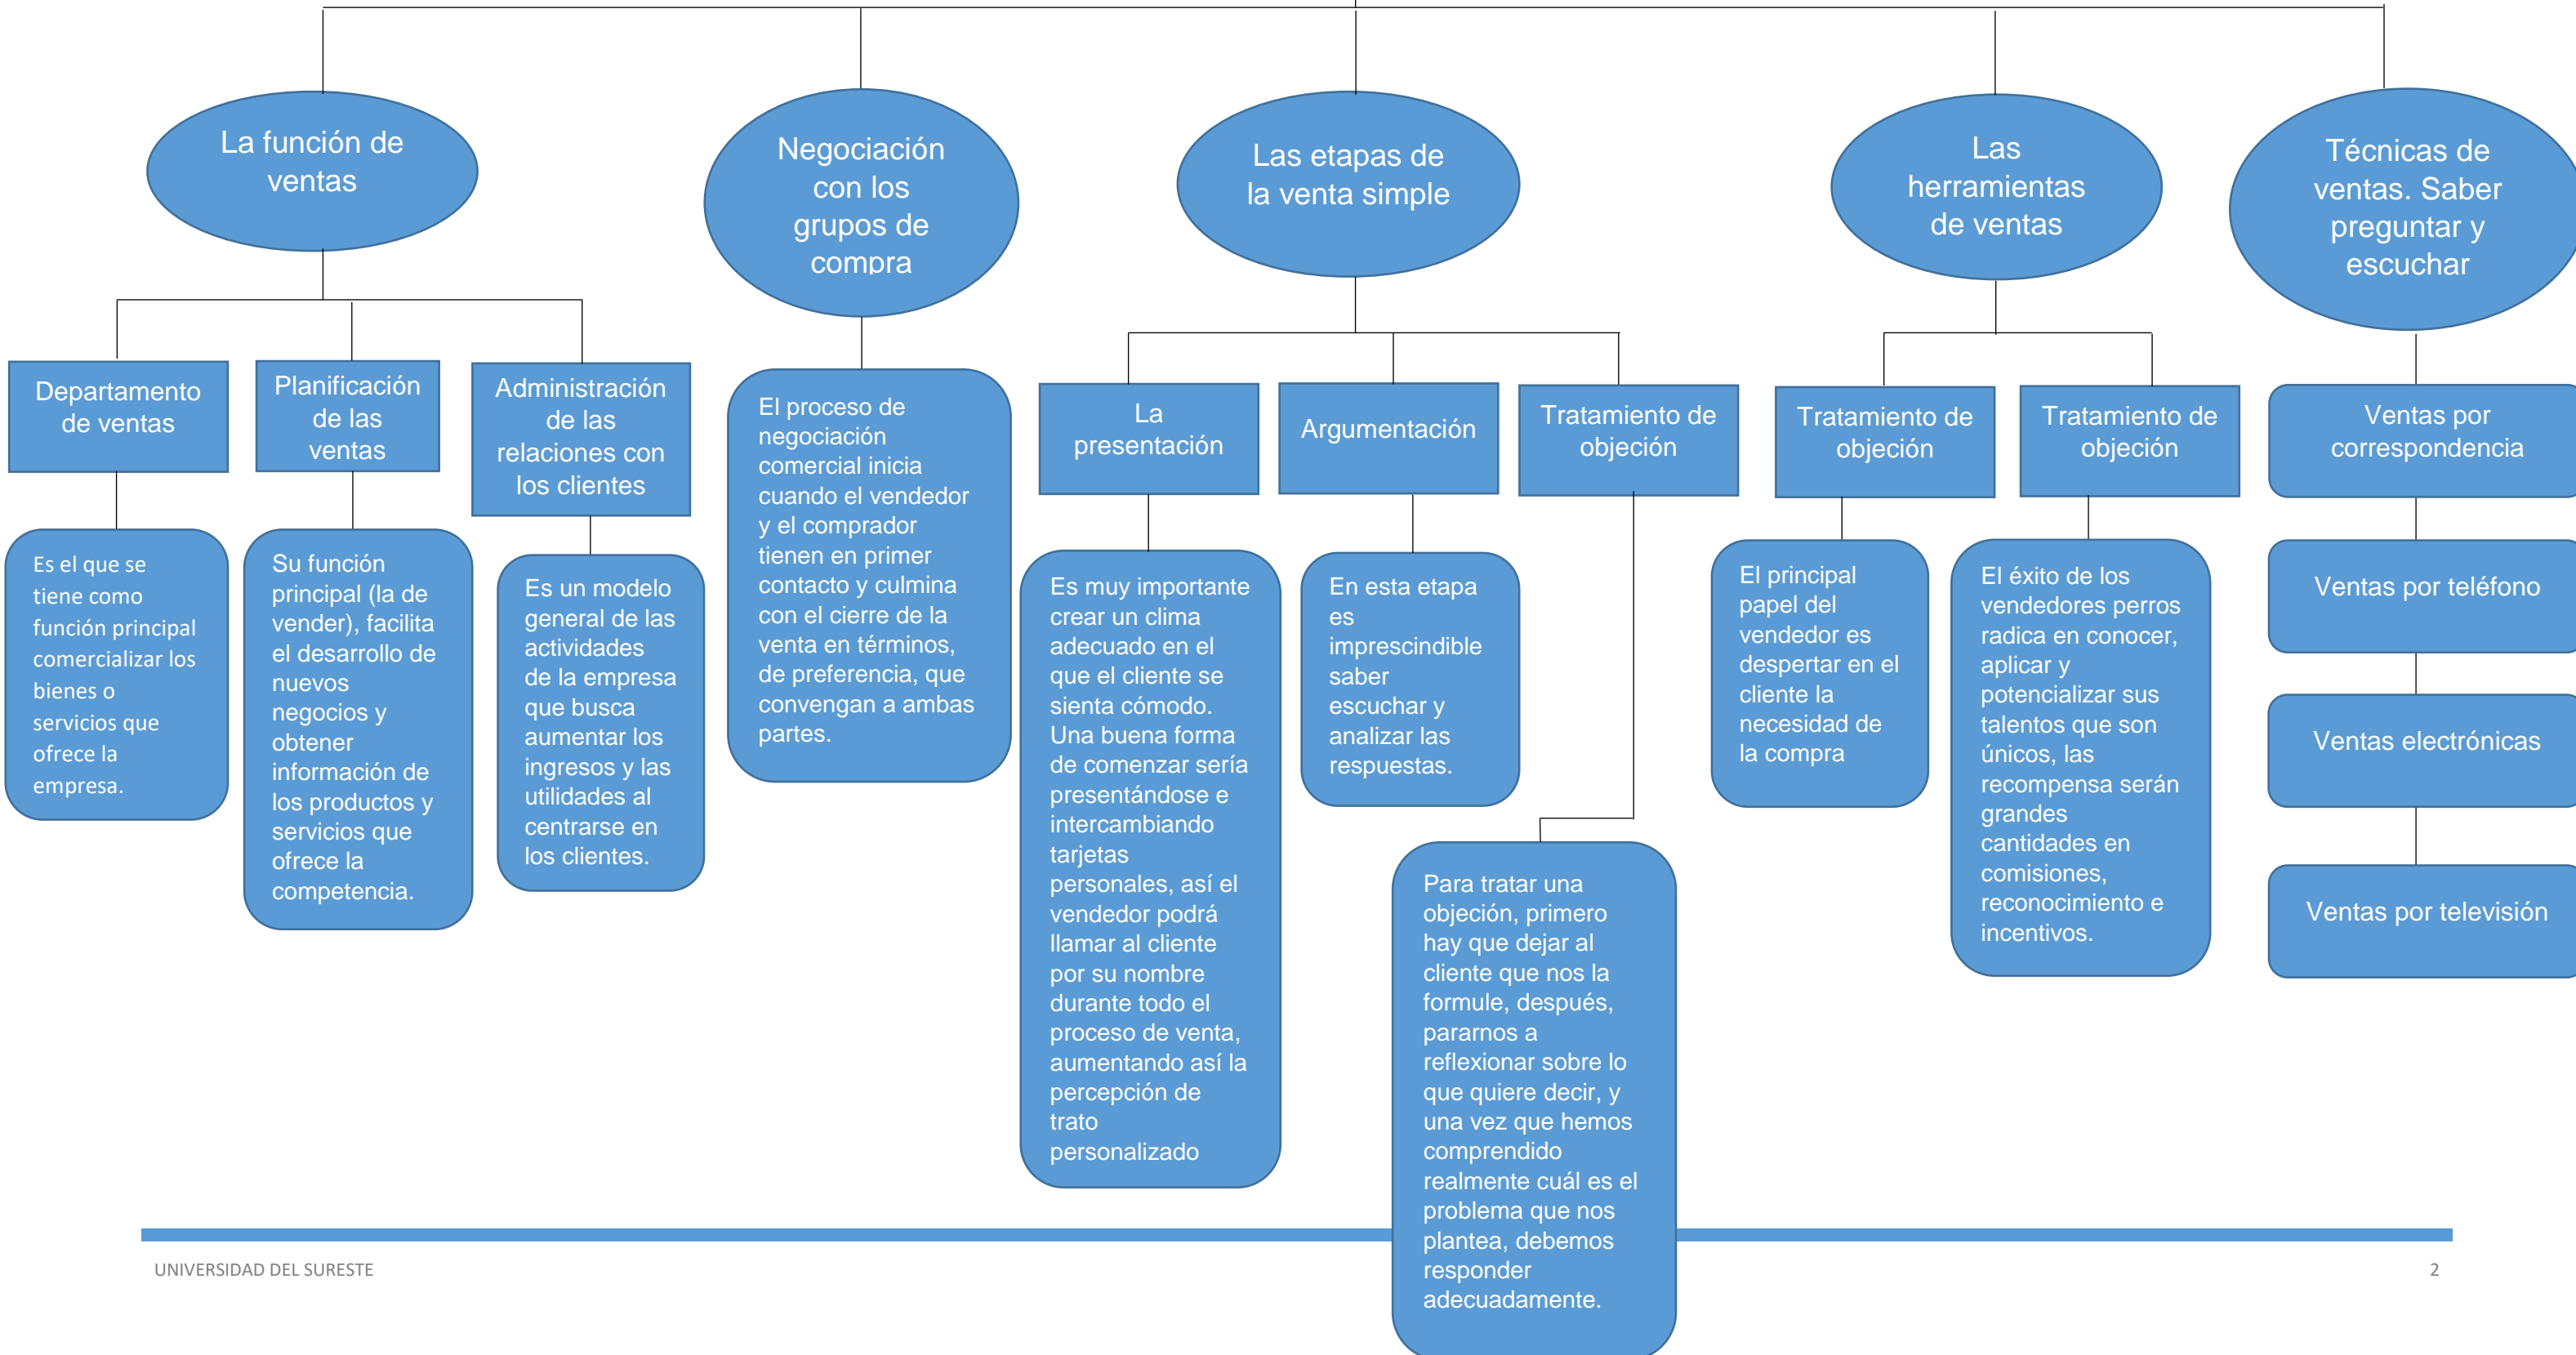 La función de
ventas
Negociación
con los
grupos de
compra
Las etapas de
la venta simple
Las
herramientas
de ventas
Técnicas de
ventas. Saber
preguntar y
escuchar
Departamento
de ventas
Planificación
de las
ventas
Administración
de las
relaciones con
los clientes
El proceso de
negociación
comercial inicia
cuando el vendedor
y el comprador
tienen en primer
contacto y culmina
con el cierre de la
venta en términos,
de preferencia, que
convengan a ambas
partes.
La
presentación
Argumentación
Tratamiento de
objeción
Tratamiento de
objeción
Tratamiento de
objeción
Ventas por
correspondencia
Es el que se
tiene como
función principal
comercializar los
bienes o
servicios que
ofrece la
empresa.
Su función
principal (la de
vender), facilita
el desarrollo de
nuevos
negocios y
obtener
información de
los productos y
servicios que
ofrece la
competencia.
Es un modelo
general de las
actividades
de la empresa
que busca
aumentar los
ingresos y las
utilidades al
centrarse en
los clientes.
Es muy importante
crear un clima
adecuado en el
que el cliente se
sienta cómodo.
Una buena forma
de comenzar sería
presentándose e
intercambiando
tarjetas
personales, así el
vendedor podrá
llamar al cliente
por su nombre
durante todo el
proceso de venta,
aumentando así la
percepción de
trato
personalizado
En esta etapa
es
imprescindible
saber
escuchar y
analizar las
respuestas.
Para tratar una
objeción, primero
hay que dejar al
cliente que nos la
formule, después,
pararnos a
reflexionar sobre lo
que quiere decir, y
una vez que hemos
comprendido
realmente cuál es el
problema que nos
plantea, debemos
responder
adecuadamente.
El principal
papel del
vendedor es
despertar en el
cliente la
necesidad de
la compra
El éxito de los
vendedores perros
radica en conocer,
aplicar y
potencializar sus
talentos que son
únicos, las
recompensa serán
grandes
cantidades en
comisiones,
reconocimiento e
incentivos.
Ventas por teléfono
Ventas electrónicas
Ventas por televisión
UNIVERSIDAD DEL SURESTE
2